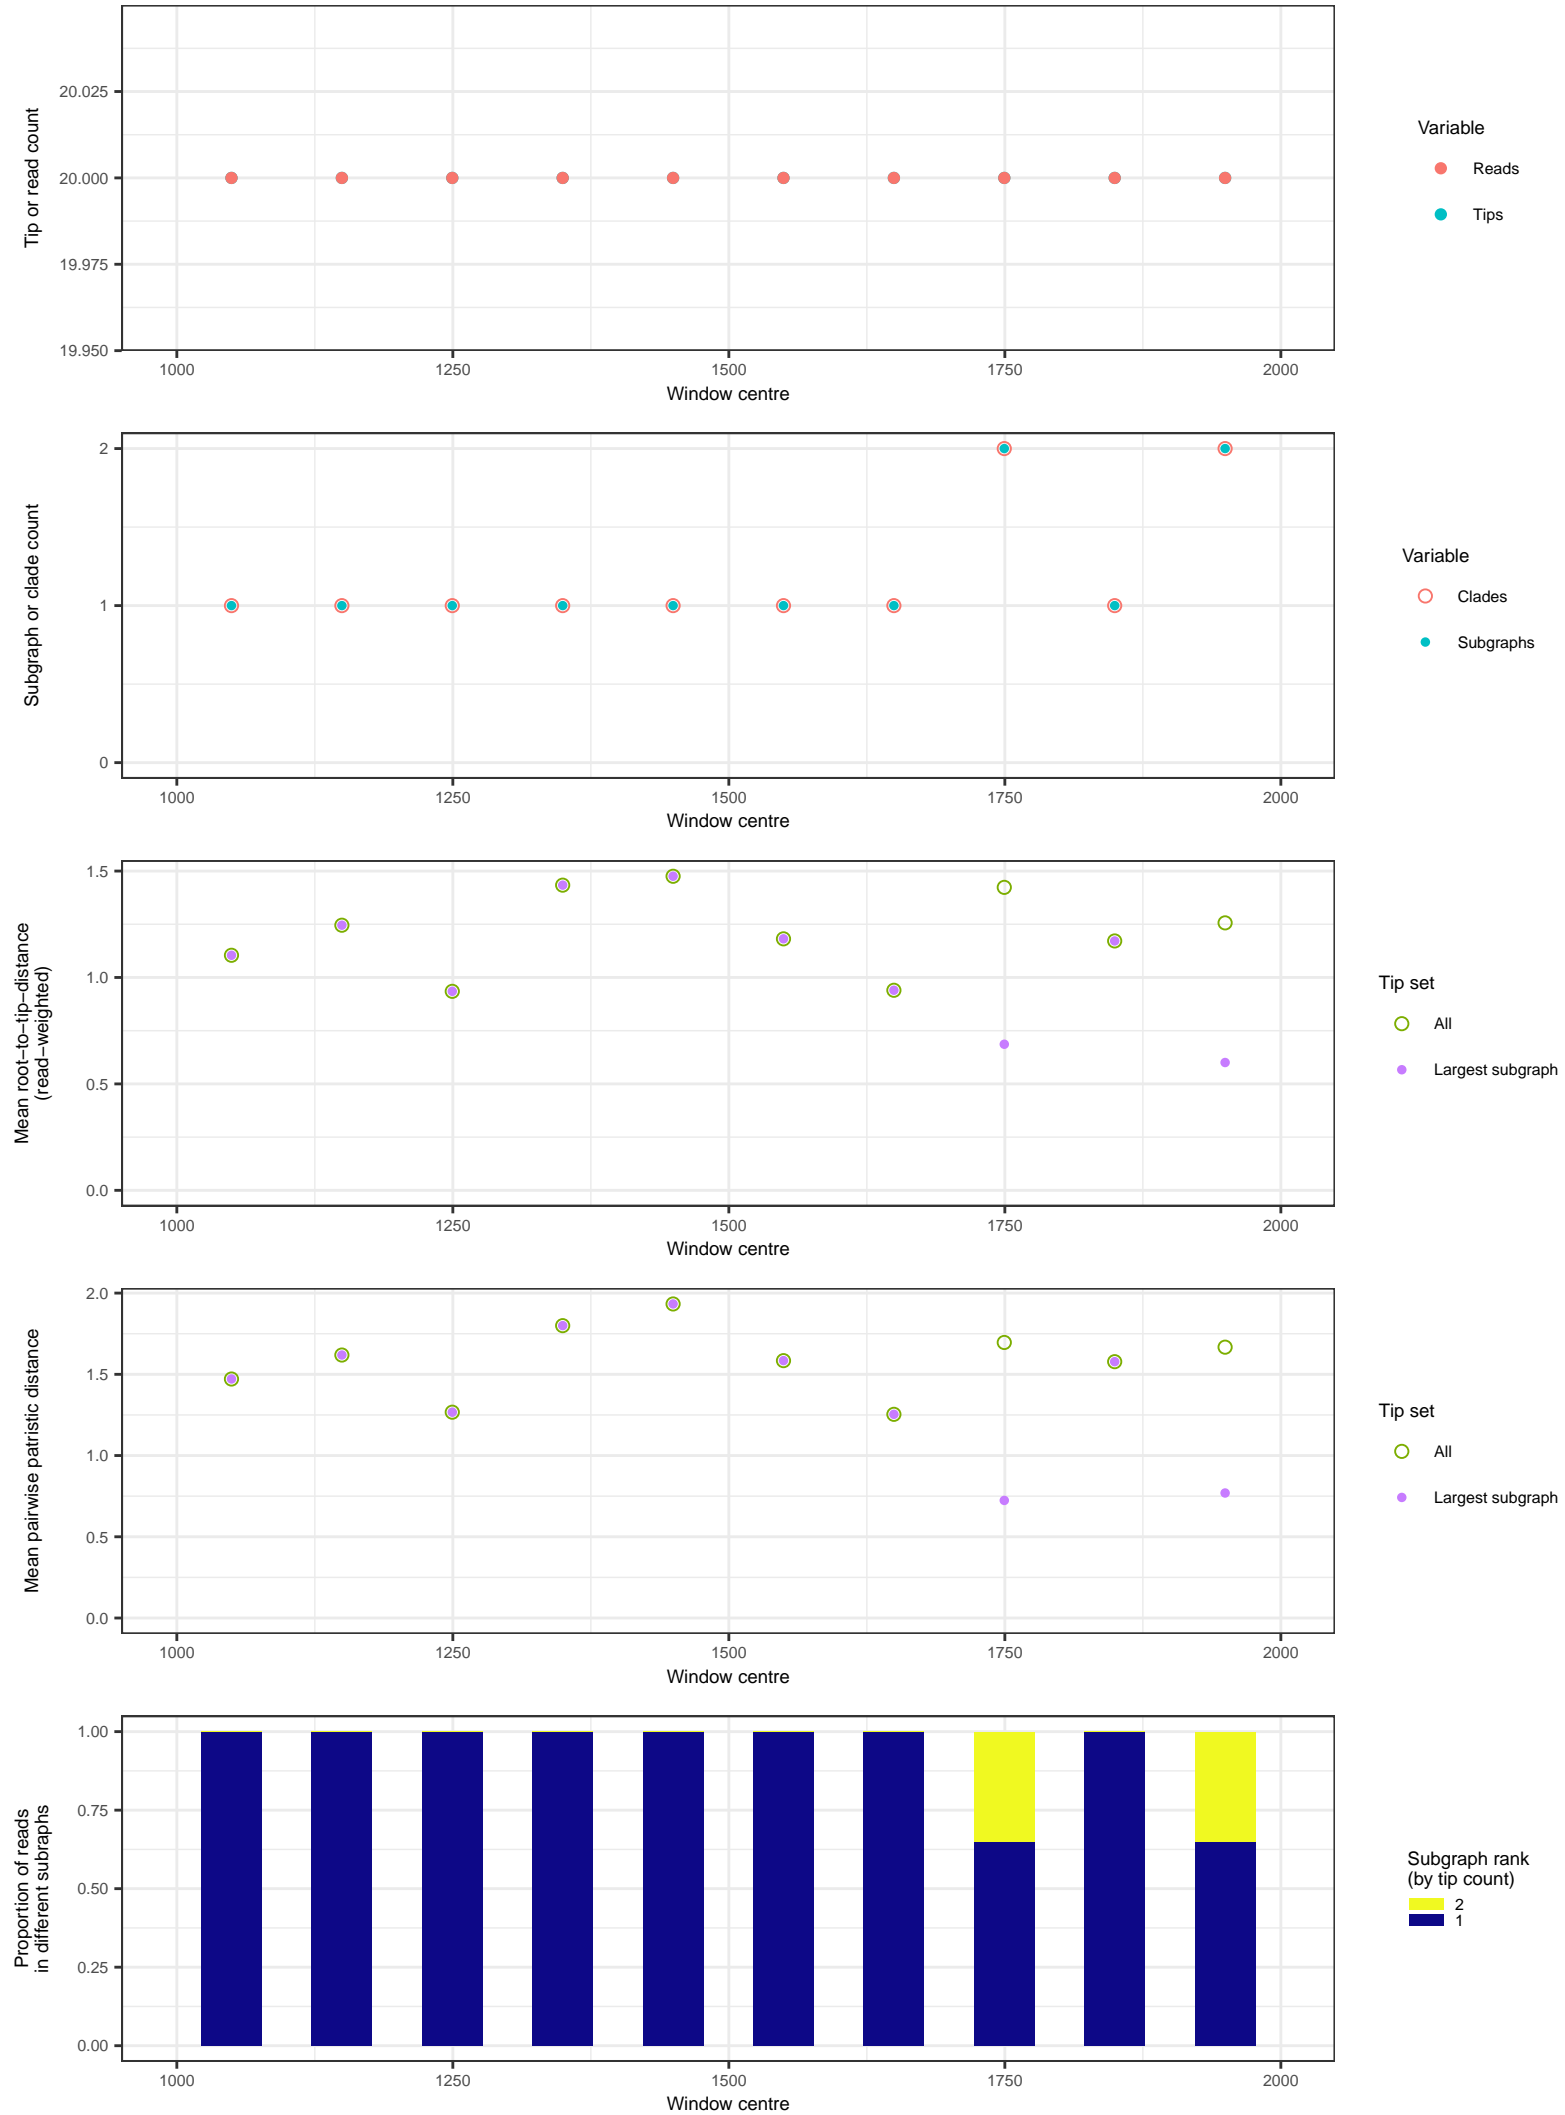 20.025
20.000
19.975
19.950
Tip or read count
1000 1250 1500 1750 2000
Window centre
Variable
Reads
Tips
2
1
0
Subgraph or clade count
1000 1250 1500 1750 2000
Window centre
Variable
Clades
Subgraphs
1.5
1.0
0.5
0.0
Mean root−to−tip−distance
(read−weighted)
1000 1250 1500 1750 2000
Window centre
Tip set
All
Largest subgraph
2.0
1.5
1.0
0.5
0.0
Mean pairwise patristic distance
1000 1250 1500 1750 2000
Window centre
Tip set
All
Largest subgraph
1.00
0.75
0.50
0.25
0.00
Proportion of reads
in different subraphs
1000 1250 1500 1750 2000
Window centre
Subgraph rank
(by tip count)
2
1